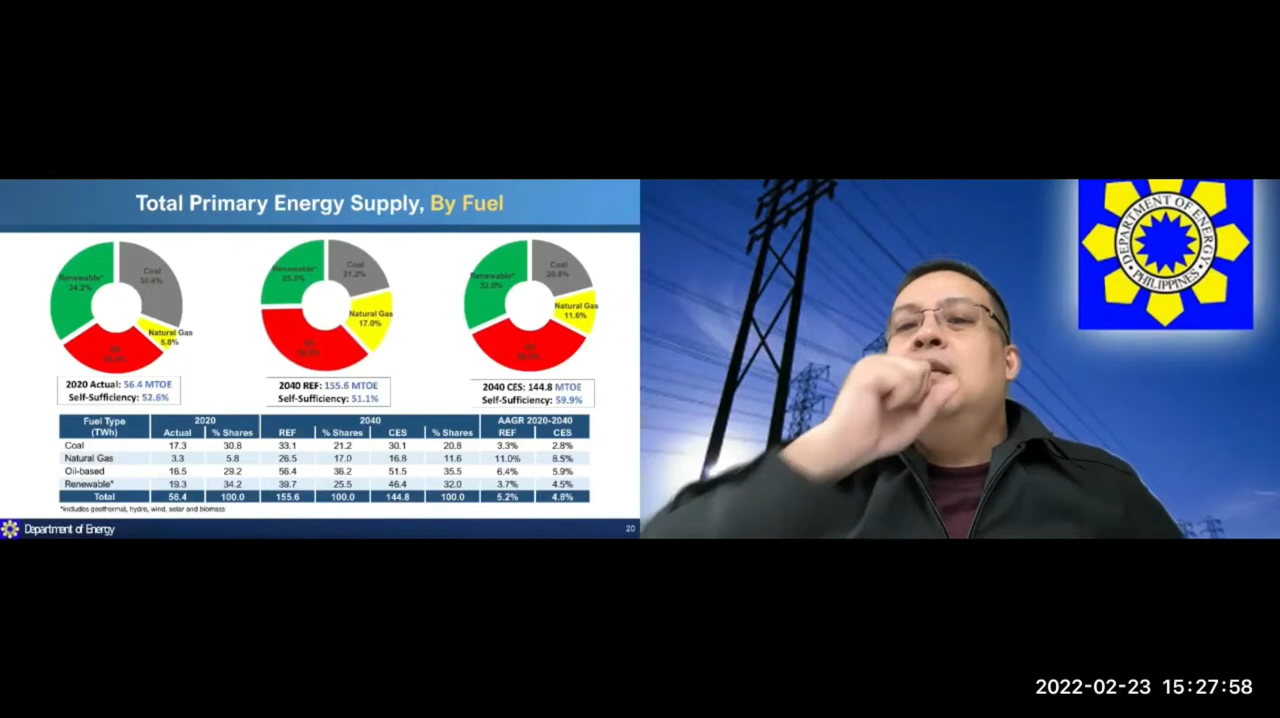 Total Primary Energy Supply, By Fuel
Renewable*
34.2%
Coal
30.8%
Natural Gas
5.8%
Renewable*
25.5%
Coal
21.2%
Natural Gas
17.0%
Renewable*
32.0%
Coal
20.8%
Natural Gas
11.6%
2020 Actual: 56.4 MTOE
Self-Sufficiency: 52.6%
2040 REF: 155.6 MTOE
Self-Sufficiency: 51.1%
2040 CES: 144.8 MTOE
Self-Sufficiency: 59.9%
Fuel Type (TWh) 2020 2040 AAGR 2020-2040
Actual % Shares REF % Shares CES % Shares REF CES
Coal 17.3 30.8 33.1 21.2 30.1 20.8 3.3% 2.8%
Natural Gas 3.3 5.8 26.5 17.0 16.8 11.6 11.0% 8.5%
Oil-based 16.5 29.2 56.4 36.2 51.5 35.5 6.4% 5.9%
Renewable* 19.3 34.2 39.7 25.5 46.4 32.0 3.7% 4.5%
Total 56.4 100.0 155.6 100.0 144.8 100.0 5.2% 4.8%
*Includes geothermal, hydro, wind, solar and biomass
Department of Energy
20
DEPARTMENT OF ENERGY
PHILIPPINES
2022-02-23 15:27:58